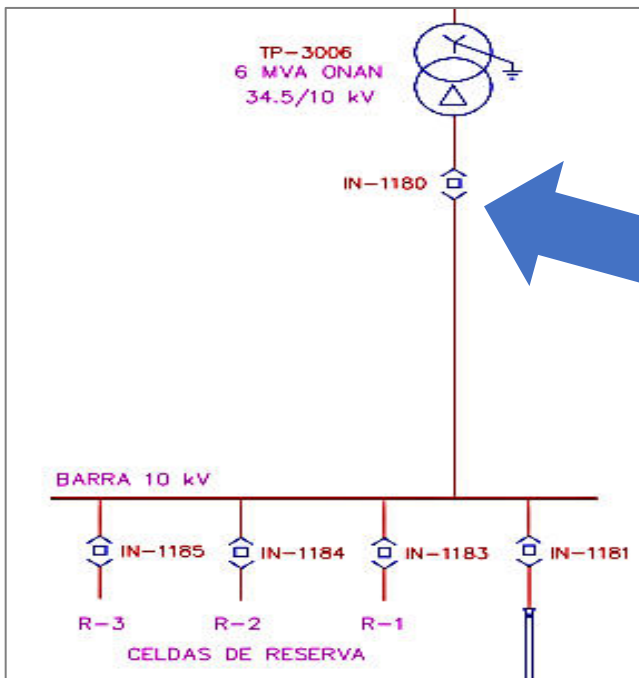 TP-3006
6 MVA ONAN
34.5/10 kV
IN-1180
BARRA 10 kV
IN-1185 IN-1184 IN-1183 IN-1181
R-3 R-2 R-1
CELDAS DE RESERVA